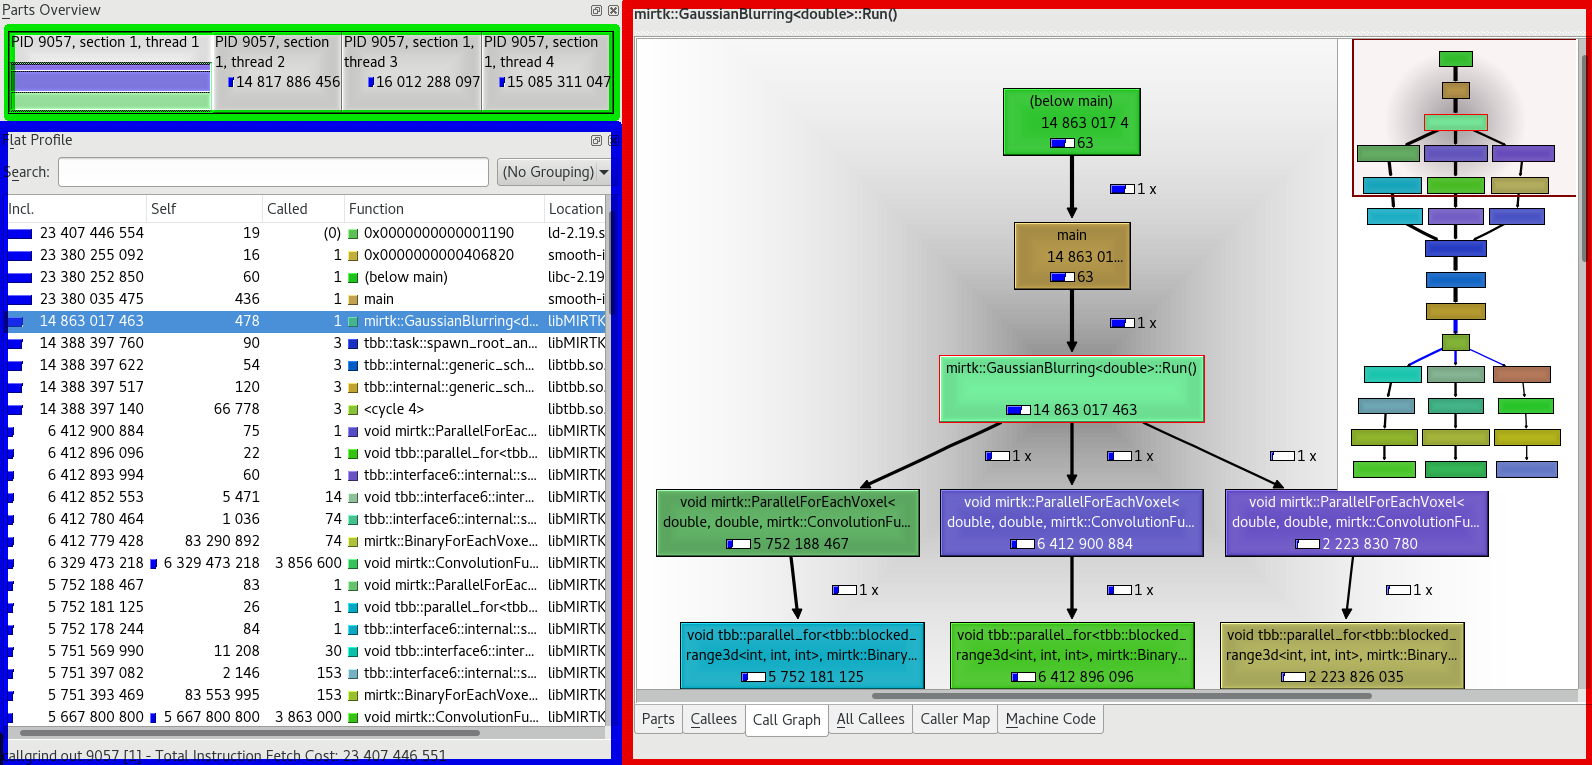 Parts Overview
PID 9057, section 1, thread 1
PID 9057, section
1, thread 2
14 817 886 456
PID 9057, section 1,
thread 3
16 012 288 097
PID 9057, section
1, thread 4
15 085 311 047
Flat Profile
Search:
(No Grouping)
Incl. Self Called Function Location
23 407 446 554 19 (0) 0x0000000000001190 ld-2.19.s
23 380 255 092 16 1 0x0000000000406820 smooth-i
23 380 252 850 60 1 (below main) libc-2.19
23 380 035 475 436 1 main smooth-i
14 863 017 463 478 1 mirtk::GaussianBlurring<d... libMIRTK
14 388 397 760 90 3 tbb::task::spawn_root_an... libMIRTK
14 388 397 622 54 3 tbb::internal::generic_sch... libtbb.so
14 388 397 517 120 3 tbb::internal::generic_sch... libtbb.so
14 388 397 140 66 778 3 <cycle 4> libtbb.so
6 412 900 884 75 1 void mirtk::ParallelForEac... libMIRTK
6 412 896 096 22 1 void tbb::parallel_for<tbb... libMIRTK
6 412 893 994 60 1 tbb::interface6::internal::s... libMIRTK
6 412 852 553 5 471 14 void tbb::interface6::inter... libMIRTK
6 412 780 464 1 036 74 tbb::interface6::internal::s... libMIRTK
6 412 779 428 83 290 892 74 mirtk::BinaryForEachVoxe... libMIRTK
6 329 473 218 6 329 473 218 3 856 600 void mirtk::ConvolutionFu... libMIRTK
5 752 188 467 83 1 void mirtk::ParallelForEac... libMIRTK
5 752 181 125 26 1 void tbb::parallel_for<tbb... libMIRTK
5 752 178 244 84 1 tbb::interface6::internal::s... libMIRTK
5 751 569 990 11 208 30 void tbb::interface6::inter... libMIRTK
5 751 397 082 2 146 153 tbb::interface6::internal::s... libMIRTK
5 751 393 469 83 553 995 153 mirtk::BinaryForEachVoxe... libMIRTK
5 667 800 800 5 667 800 800 3 863 000 void mirtk::ConvolutionFu... libMIRTK
allgrind.out 9057 [1] - Total Instruction Fetch Cost: 23 407 446 551
mirtk::GaussianBlurring<double>::Run()
(below main)
14 863 017 4
63
1 x
main
14 863 01...
63
1 x
mirtk::GaussianBlurring<double>::Run()
14 863 017 463
1 x 1 x 1 x
void mirtk::ParallelForEachVoxel<
double, double, mirtk::ConvolutionFu...
5 752 188 467
void mirtk::ParallelForEachVoxel<
double, double, mirtk::ConvolutionFu...
6 412 900 884
void mirtk::ParallelForEachVoxel<
double, double, mirtk::ConvolutionFu...
2 223 830 780
1 x 1 x 1 x
void tbb::parallel_for<tbb::blocked_
range3d<int, int, int>, mirtk::Binary...
5 752 181 125
void tbb::parallel_for<tbb::blocked_
range3d<int, int, int>, mirtk::Binary...
6 412 896 096
void tbb::parallel_for<tbb::blocked_
range3d<int, int, int>, mirtk::Binary...
2 223 826 035
Parts Callees Call Graph All Callees Caller Map Machine Code